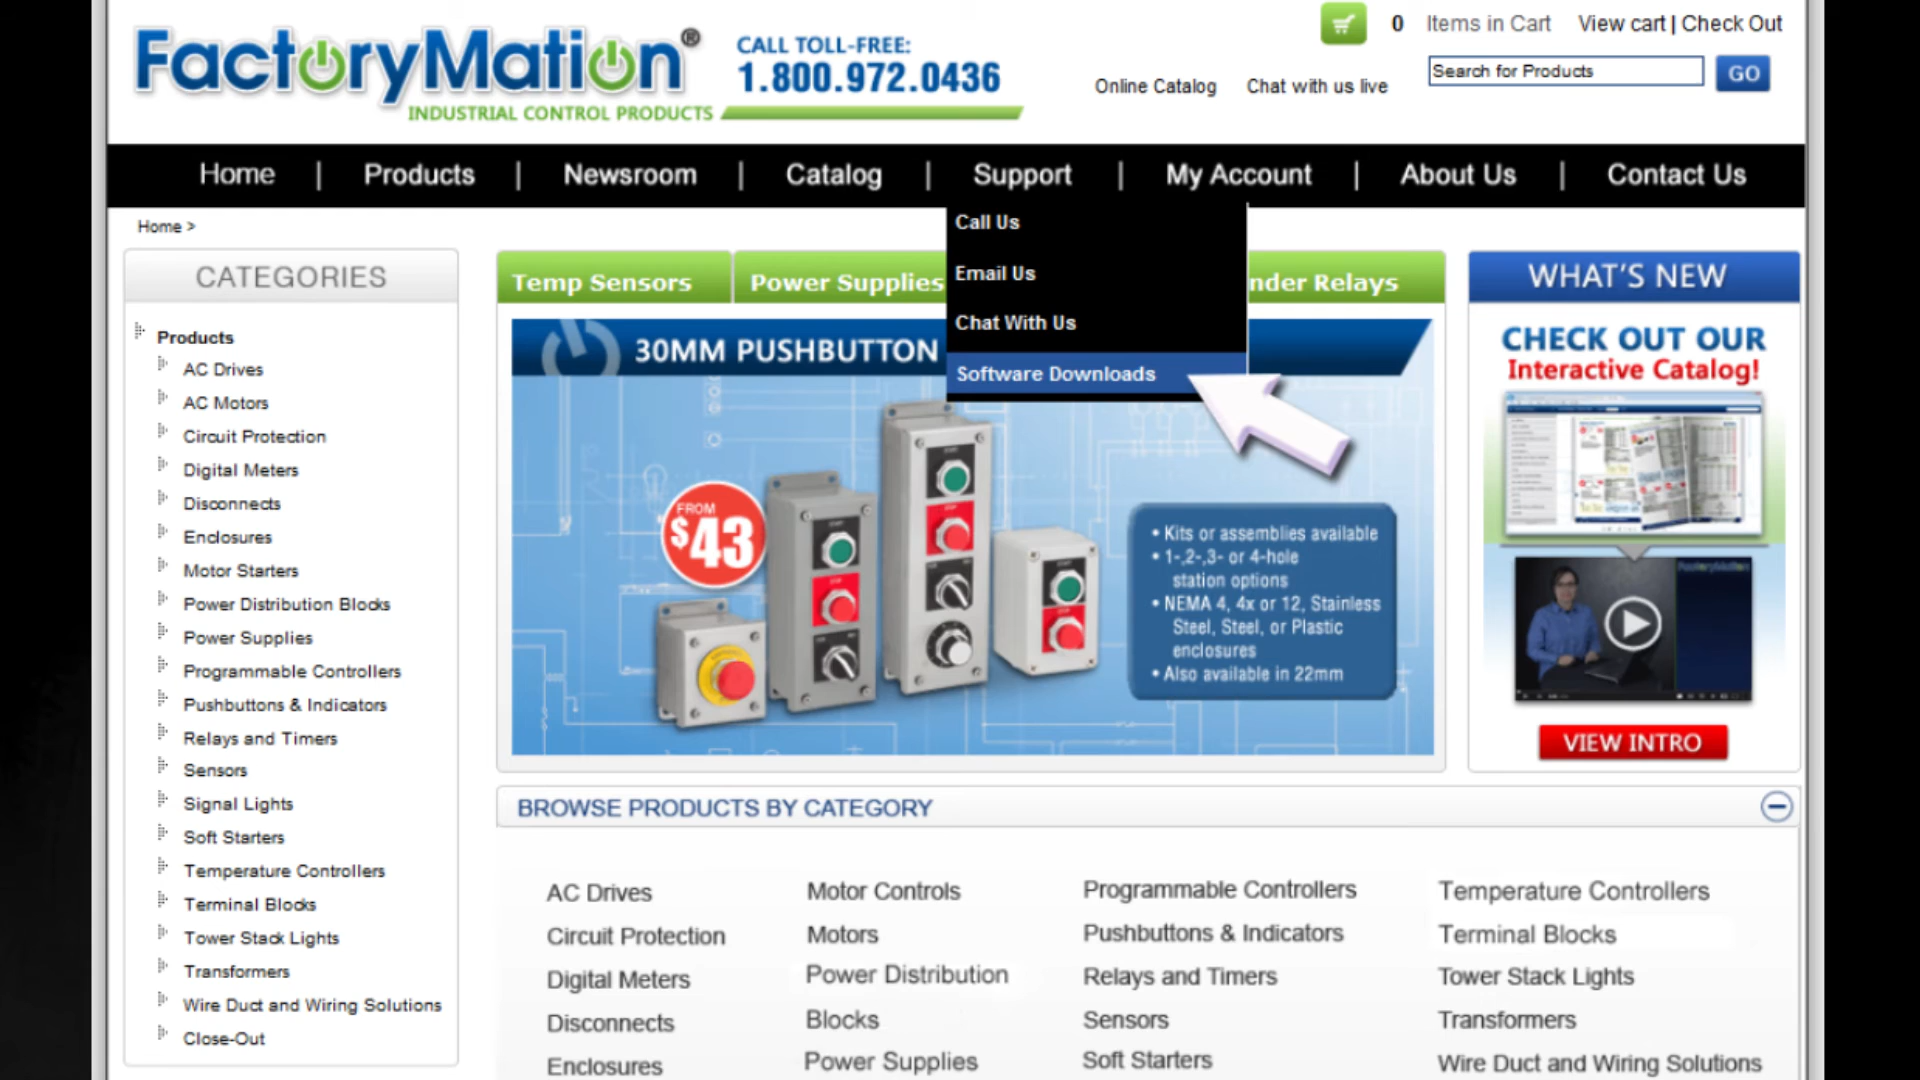 FactoryMation®
INDUSTRIAL CONTROL PRODUCTS
CALL TOLL-FREE:
1.800.972.0436
0 Items in Cart View cart | Check Out
Online Catalog Chat with us live
Search for Products GO
Home | Products | Newsroom | Catalog | Support | My Account | About Us | Contact Us
Call Us
Email Us
Chat With Us
Software Downloads
Home >
CATEGORIES
Products
AC Drives
AC Motors
Circuit Protection
Digital Meters
Disconnects
Enclosures
Motor Starters
Power Distribution Blocks
Power Supplies
Programmable Controllers
Pushbuttons & Indicators
Relays and Timers
Sensors
Signal Lights
Soft Starters
Temperature Controllers
Terminal Blocks
Tower Stack Lights
Transformers
Wire Duct and Wiring Solutions
Close-Out
Temp Sensors Power Supplies nder Relays
30MM PUSHBUTTON
FROM
$43
• Kits or assemblies available
• 1-,2-,3- or 4-hole
station options
• NEMA 4, 4x or 12, Stainless
Steel, Steel, or Plastic
enclosures
• Also available in 22mm
WHAT'S NEW
CHECK OUT OUR
Interactive Catalog!
FactoryMation
VIEW INTRO
BROWSE PRODUCTS BY CATEGORY
AC Drives
Circuit Protection
Digital Meters
Disconnects
Enclosures
Motor Controls
Motors
Power Distribution
Blocks
Power Supplies
Programmable Controllers
Pushbuttons & Indicators
Relays and Timers
Sensors
Soft Starters
Temperature Controllers
Terminal Blocks
Tower Stack Lights
Transformers
Wire Duct and Wiring Solutions